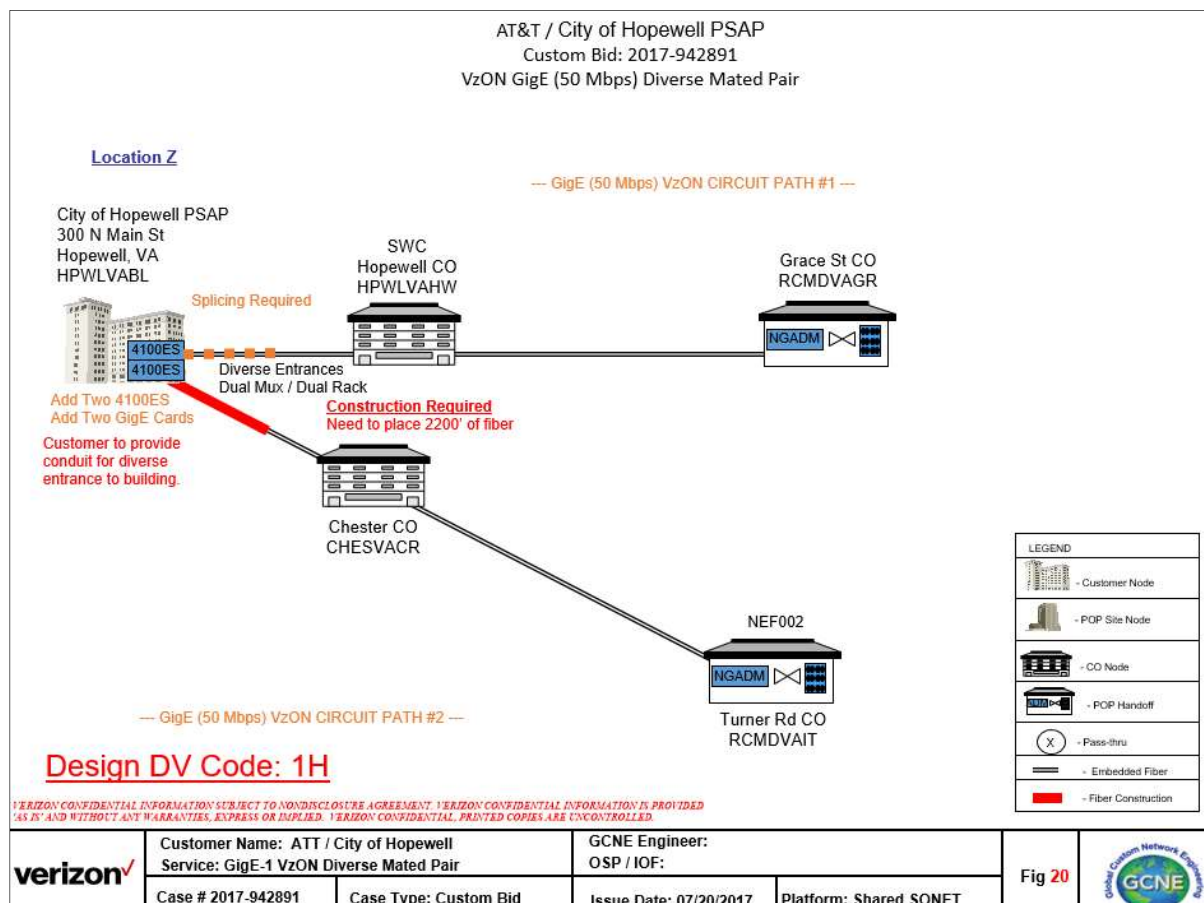 AT&T / City of Hopewell PSAP
Custom Bid: 2017-942891
VzON GigE (50 Mbps) Diverse Mated Pair
Location Z
--- GigE (50 Mbps) VzON CIRCUIT PATH #1 ---
City of Hopewell PSAP
300 N Main St
Hopewell, VA
HPWLVABL
SWC
Hopewell CO
HPWLVAHW
Grace St CO
RCMDVAGR
Splicing Required
NGADM
4100ES
4100ES
Diverse Entrances
Dual Mux / Dual Rack
Add Two 4100ES
Add Two GigE Cards
Construction Required
Need to place 2200' of fiber
Customer to provide
conduit for diverse
entrance to building.
Chester CO
CHESVACR
NEF002
NGADM
Turner Rd CO
RCMDVAIT
--- GigE (50 Mbps) VzON CIRCUIT PATH #2 ---
Design DV Code: 1H
LEGEND
- Customer Node
- POP Site Node
- CO Node
- POP Handoff
X - Pass-thru
- Embedded Fiber
- Fiber Construction
VERIZON CONFIDENTIAL INFORMATION SUBJECT TO NONDISCLOSURE AGREEMENT. VERIZON CONFIDENTIAL INFORMATION IS PROVIDED
'AS IS' AND WITHOUT ANY WARRANTIES, EXPRESS OR IMPLIED. VERIZON CONFIDENTIAL, PRINTED COPIES ARE UNCONTROLLED.
verizon
Customer Name: ATT / City of Hopewell
Service: GigE-1 VzON Diverse Mated Pair
GCNE Engineer:
OSP / IOF:
Fig 20
Case # 2017-942891
Case Type: Custom Bid
Issue Date: 07/20/2017
Platform: Shared SONET
Global Custom Network Engineering
GCNE